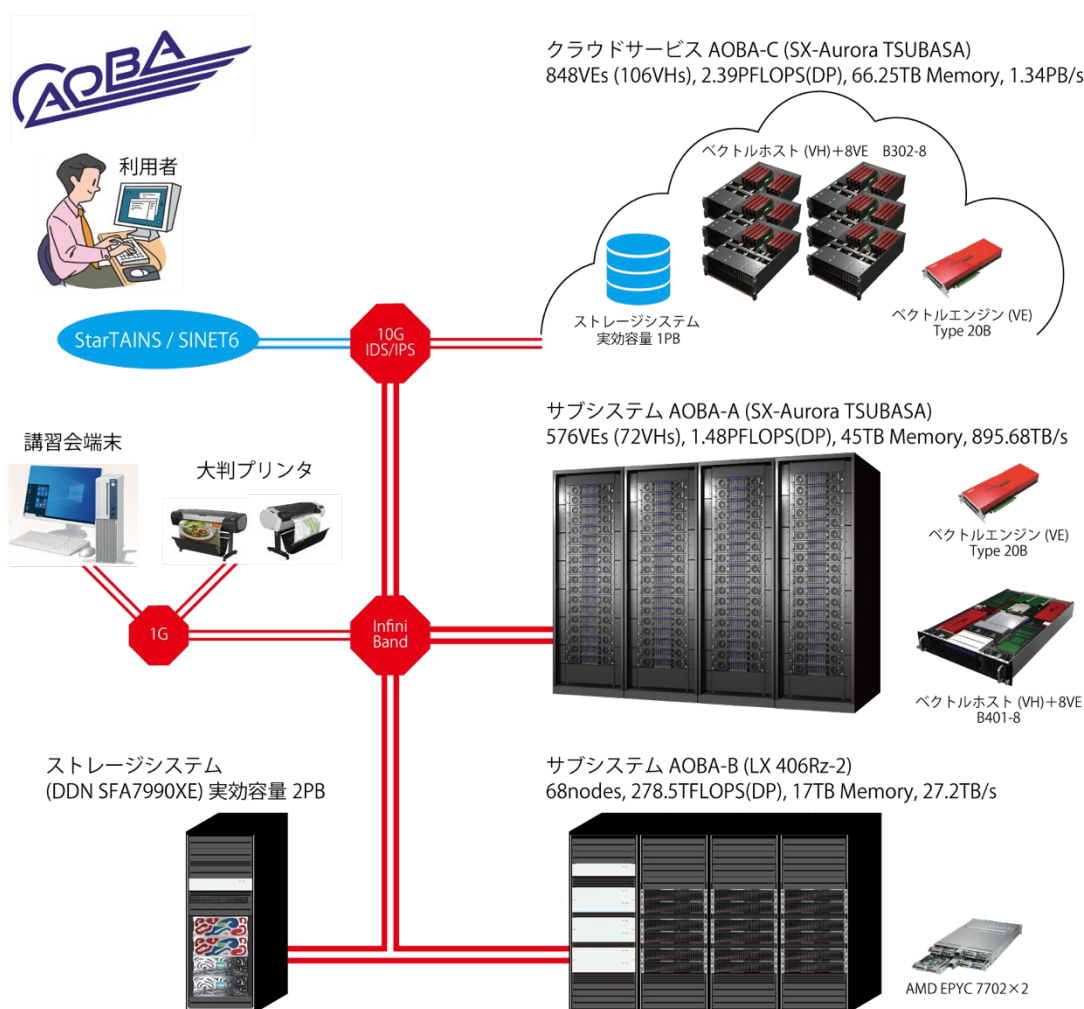 AOBA
クラウドサービス AOBA-C (SX-Aurora TSUBASA)
848VEs (106VHs), 2.39PFLOPS(DP), 66.25TB Memory, 1.34PB/s
利用者
ベクトルホスト (VH)+8VE B302-8
ストレージシステム
実効容量 1PB
ベクトルエンジン (VE)
Type 20B
StarTAINS / SINET6
10G
IDS/IPS
サブシステム AOBA-A (SX-Aurora TSUBASA)
576VEs (72VHs), 1.48PFLOPS(DP), 45TB Memory, 895.68TB/s
講習会端末
大判プリンタ
ベクトルエンジン (VE)
Type 20B
1G
Infini
Band
ベクトルホスト (VH)+8VE
B401-8
ストレージシステム
(DDN SFA7990XE) 実効容量 2PB
サブシステム AOBA-B (LX 406Rz-2)
68nodes, 278.5TFLOPS(DP), 17TB Memory, 27.2TB/s
AMD EPYC 7702×2